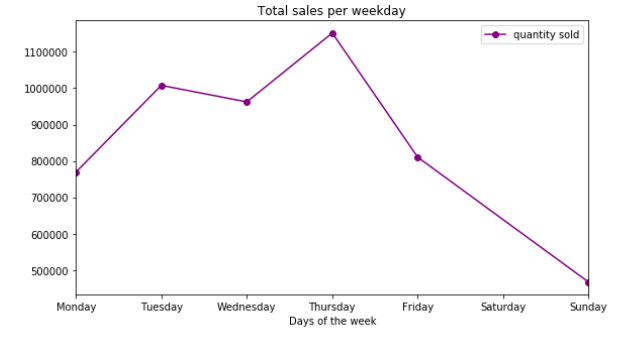 Total sales per weekday
quantity sold
1100000
1000000
900000
800000
700000
600000
500000
Monday Tuesday Wednesday Thursday Friday Saturday Sunday
Days of the week